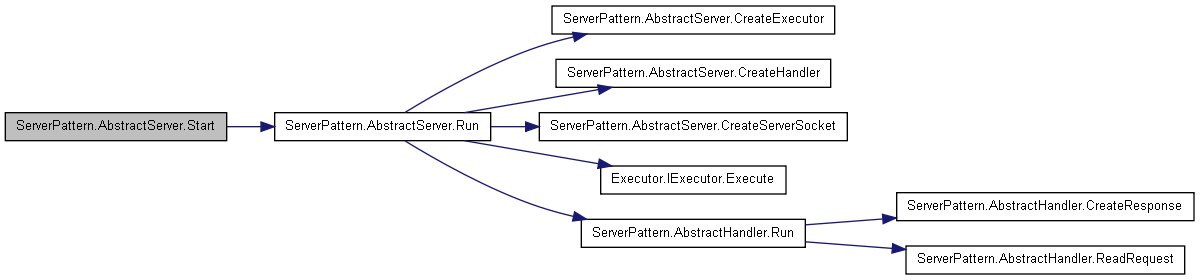 ServerPattern.AbstractServer.CreateExecutor
ServerPattern.AbstractServer.CreateHandler
ServerPattern.AbstractServer.Start
ServerPattern.AbstractServer.Run
ServerPattern.AbstractServer.CreateServerSocket
Executor.IExecutor.Execute
ServerPattern.AbstractHandler.CreateResponse
ServerPattern.AbstractHandler.Run
ServerPattern.AbstractHandler.ReadRequest